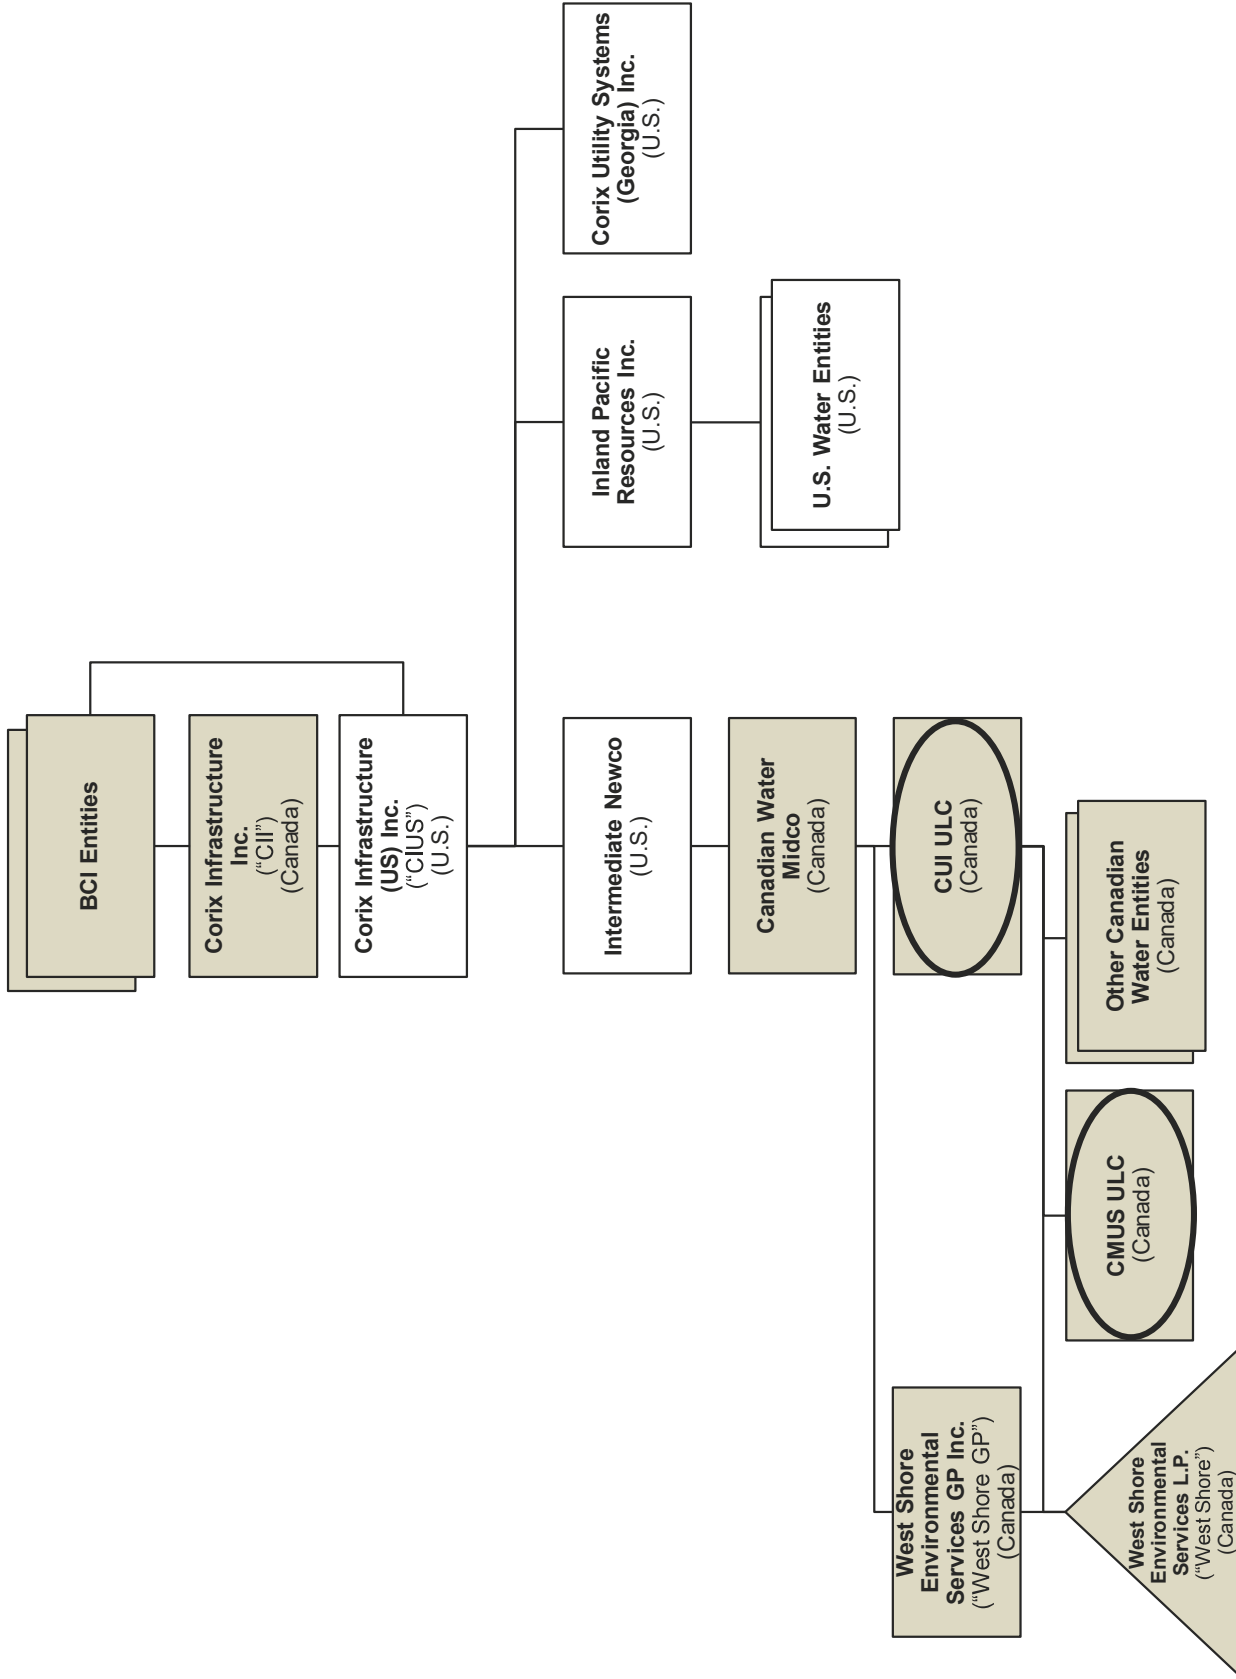 BCI Entities
Corix Infrastructure
Inc.
(“CII”)
(Canada)
Corix Infrastructure
(US) Inc.
(“CIUS”)
(U.S.)
Intermediate Newco
(U.S.)
Inland Pacific
Resources Inc.
(U.S.)
Corix Utility Systems
(Georgia) Inc.
(U.S.)
Canadian Water
Midco
(Canada)
U.S. Water Entities
(U.S.)
West Shore
Environmental
Services GP Inc.
(“West Shore GP”)
(Canada)
CUI ULC
(Canada)
West Shore
Environmental
Services L.P.
(“West Shore”)
(Canada)
CMUS ULC
(Canada)
Other Canadian
Water Entities
(Canada)